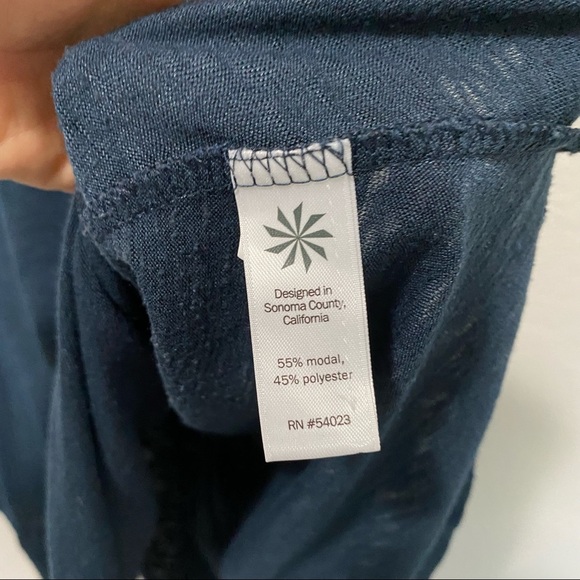 Designed in
Sonoma County,
California
55% modal,
45% polyester
RN #54023